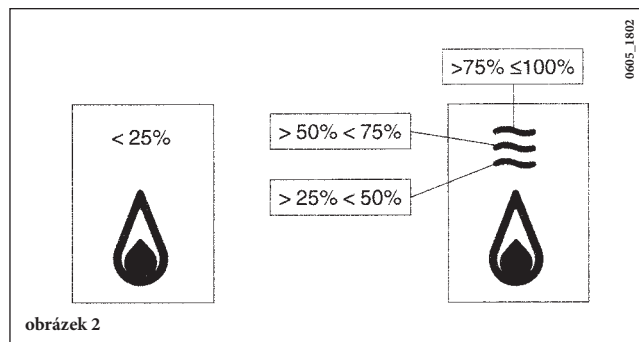 0605_1802
>75% ≤100%
< 25%
> 50% < 75%
> 25% < 50%
obrázek 2